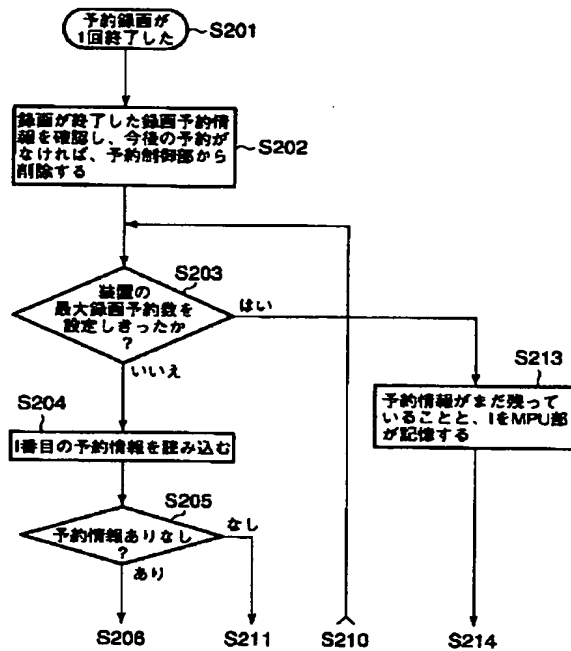 予約録画が
1回終了した
S201
録画が終了した録画予約情
報を確認し、今後の予約が
なければ、予約制御部から
削除する
S202
S203
装置の
最大録画予約数を
設定しきったか
?
はい
いいえ
S213
予約情報がまだ残って
いることと、IをMPU部
が記憶する
S204
I番目の予約情報を読み込む
S205
予約情報ありなし
?
なし
あり
S206
S211
S210
S214